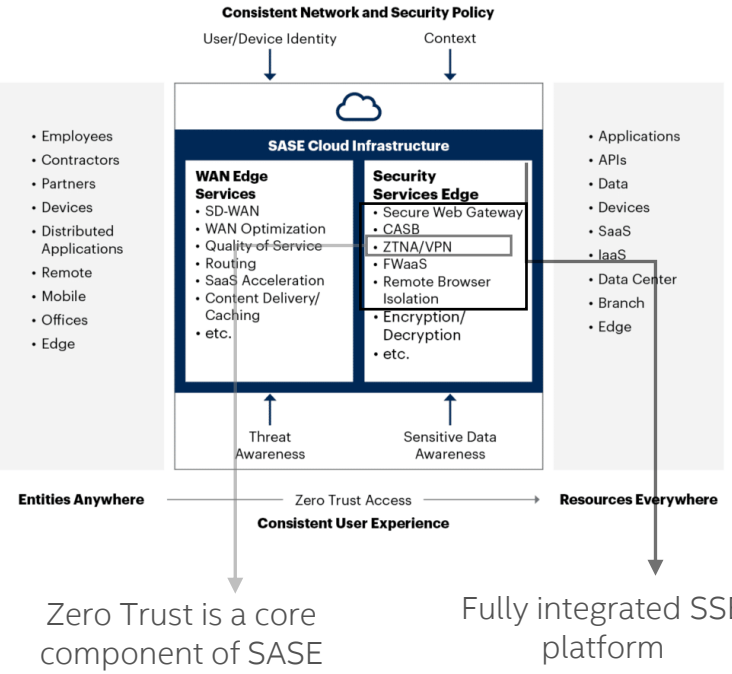 Consistent Network and Security Policy
User/Device Identity
Context
• Employees
• Contractors
• Partners
• Devices
• Distributed
Applications
• Remote
• Mobile
• Offices
• Edge
SASE Cloud Infrastructure
WAN Edge
Services
• SD-WAN
• WAN Optimization
• Quality of Service
• Routing
• SaaS Acceleration
• Content Delivery/
Caching
• etc.
Security
Services Edge
• Secure Web Gateway
• CASB
• ZTNA/VPN
• FWaaS
• Remote Browser
Isolation
• Encryption/
Decryption
• etc.
• Applications
• APIs
• Data
• Devices
• SaaS
• IaaS
• Data Center
• Branch
• Edge
Threat
Awareness
Sensitive Data
Awareness
Entities Anywhere
Zero Trust Access
Resources Everywhere
Consistent User Experience
Zero Trust is a core
component of SASE
Fully integrated SSI
platform